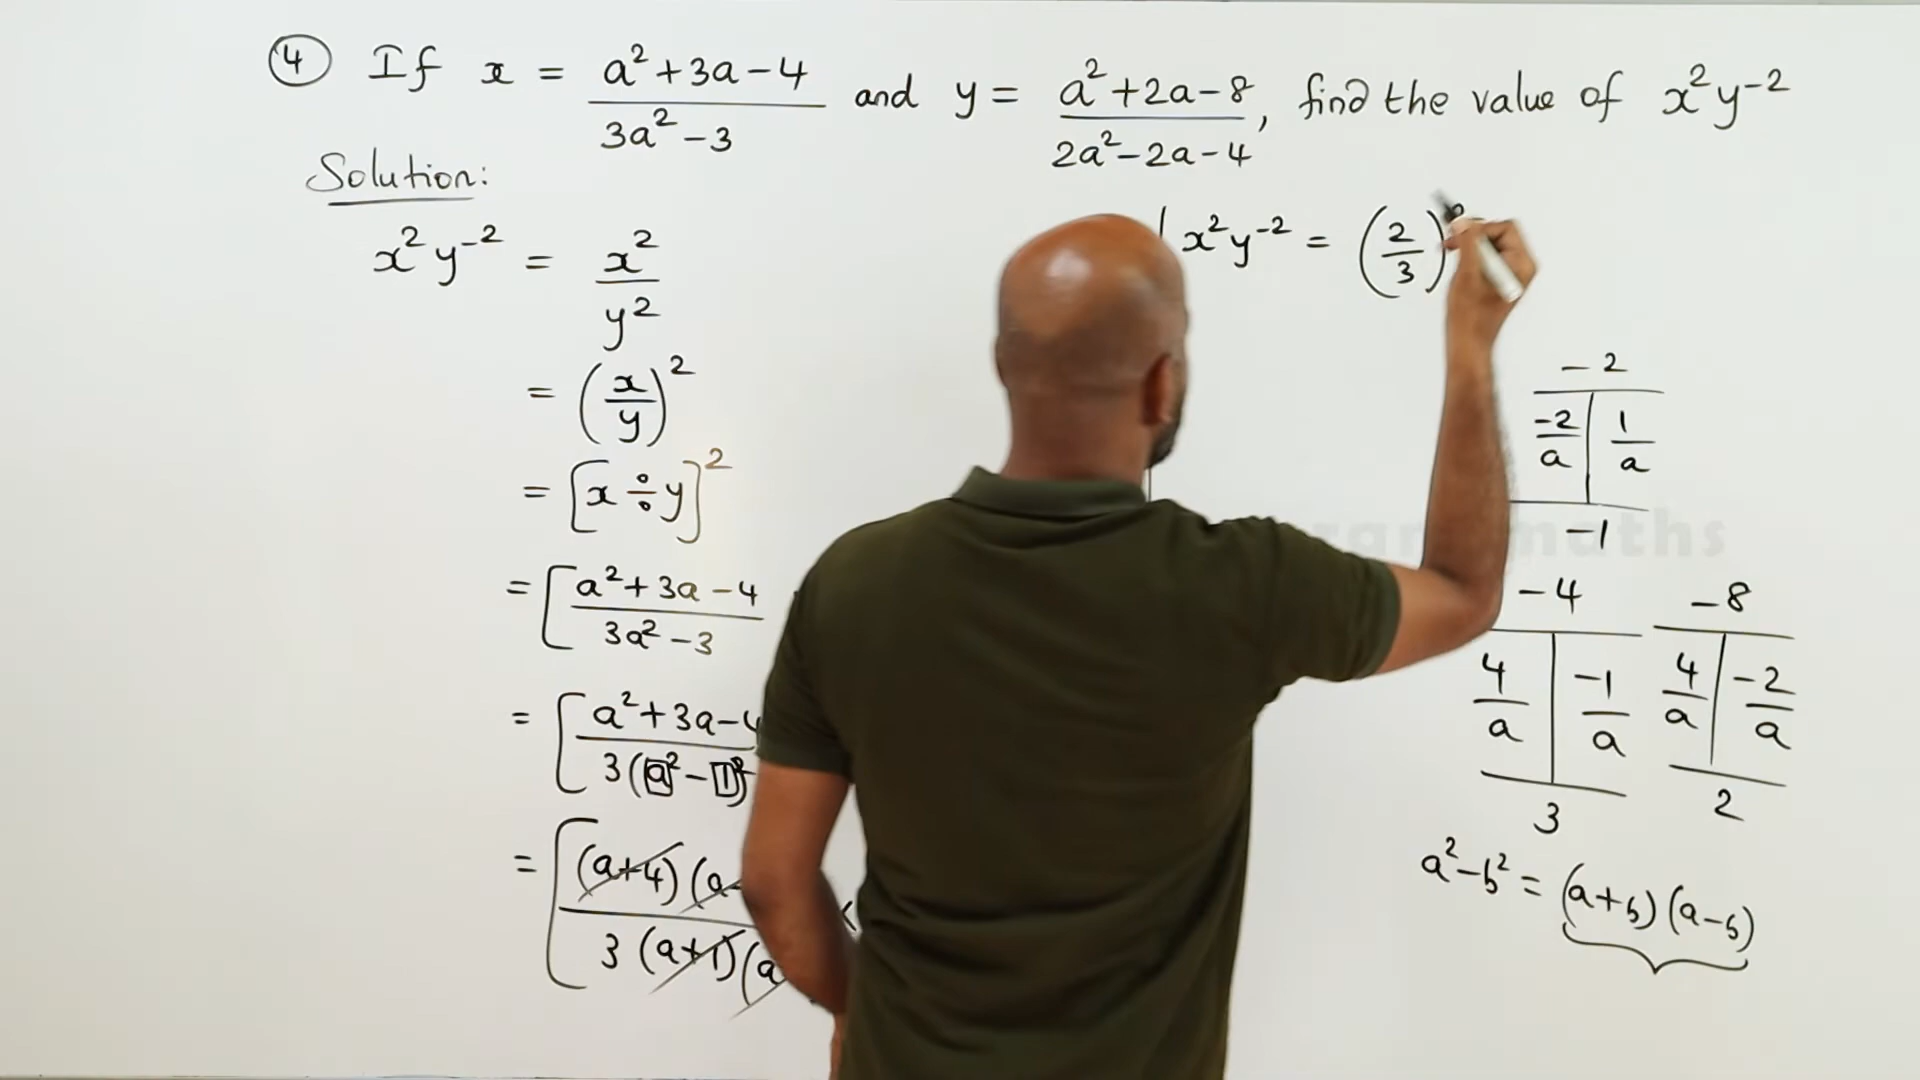 ④ If x = (a²+3a−4)/(3a²−3) and y = (a²+2a−8)/(2a²−2a−4), find the value of x²y⁻²
Solution:
x²y⁻² = x²/y²
= (x/y)²
= [x ÷ y]²
= [(a²+3a−4)/(3a²−3)
= [(a²+3a−4)/(3(a²−1²)
= [(a+4)(a−/3(a+1)(a
x²y⁻² = (2/3)²
−2
−2/a | 1/a
−1
−4
4/a | −1/a
3
−8
4/a | −2/a
2
a²−b² = (a+b)(a−b)